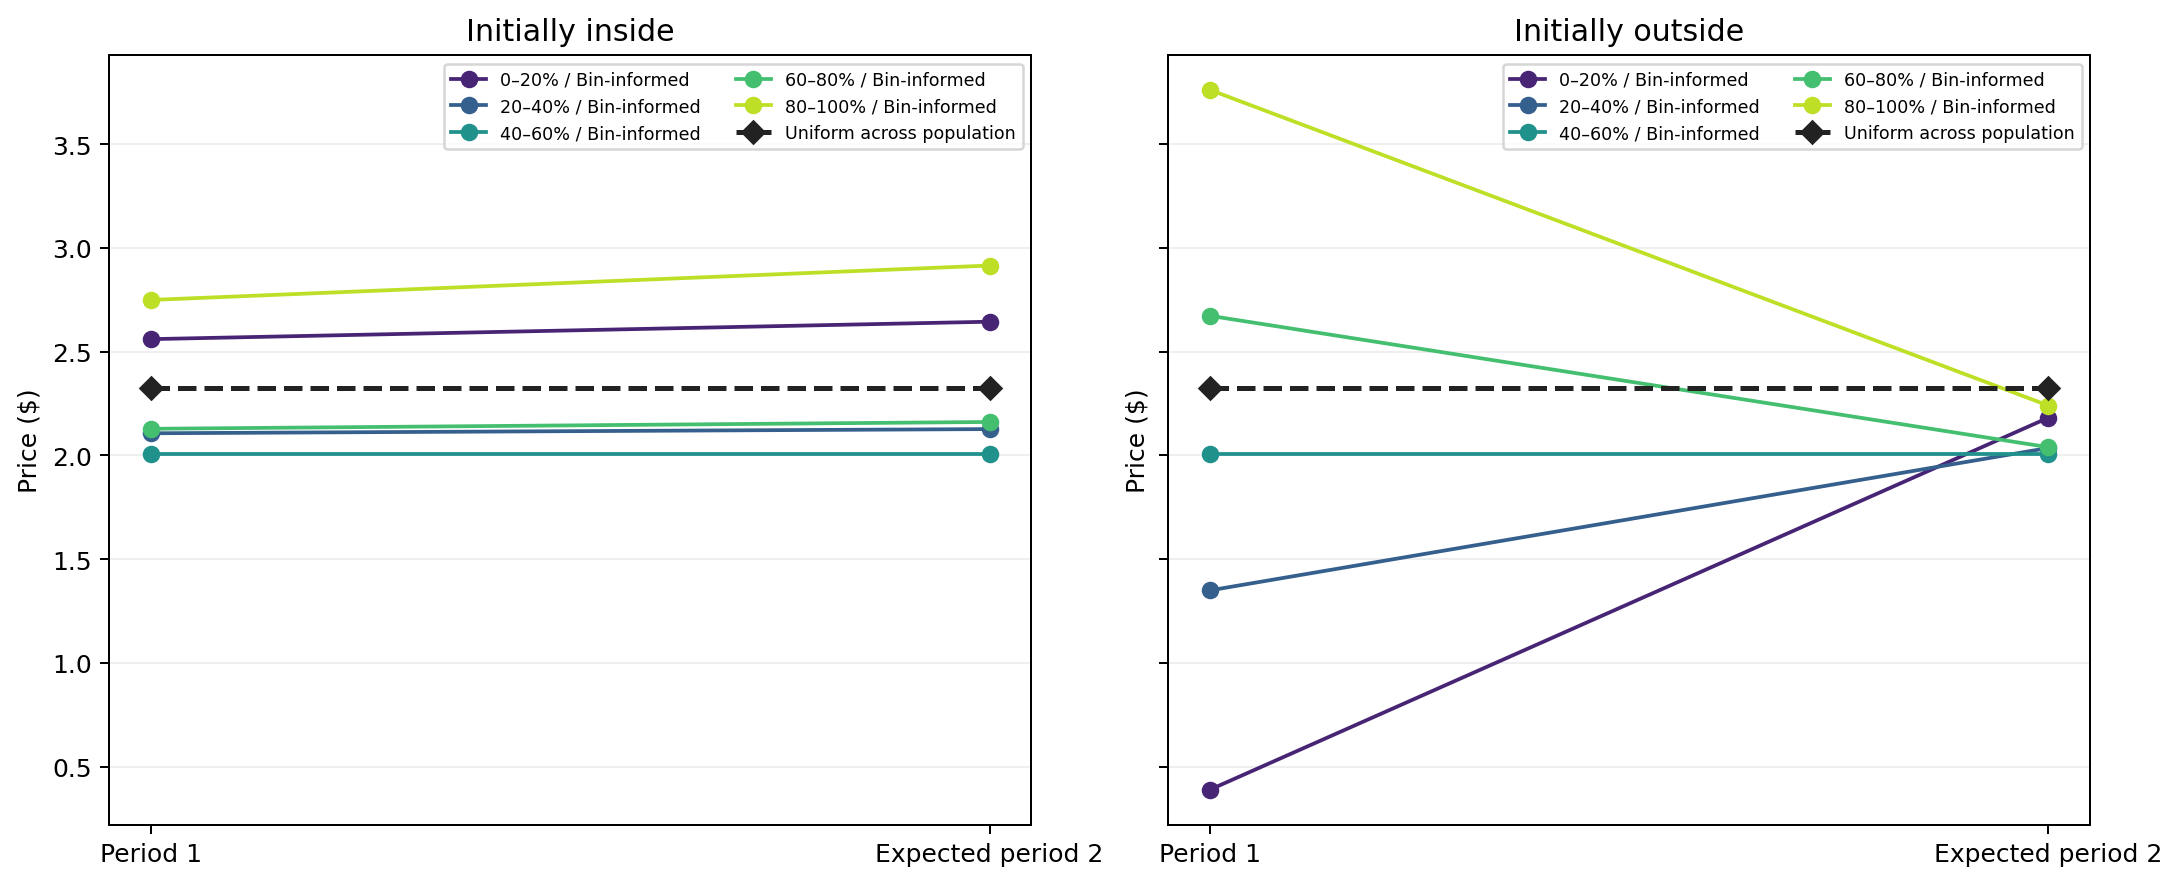 Initially inside
0–20% / Bin-informed
20–40% / Bin-informed
40–60% / Bin-informed
60–80% / Bin-informed
80–100% / Bin-informed
Uniform across population
Price ($)
3.5
3.0
2.5
2.0
1.5
1.0
0.5
Period 1
Expected period 2
Initially outside
0–20% / Bin-informed
20–40% / Bin-informed
40–60% / Bin-informed
60–80% / Bin-informed
80–100% / Bin-informed
Uniform across population
Price ($)
Period 1
Expected period 2